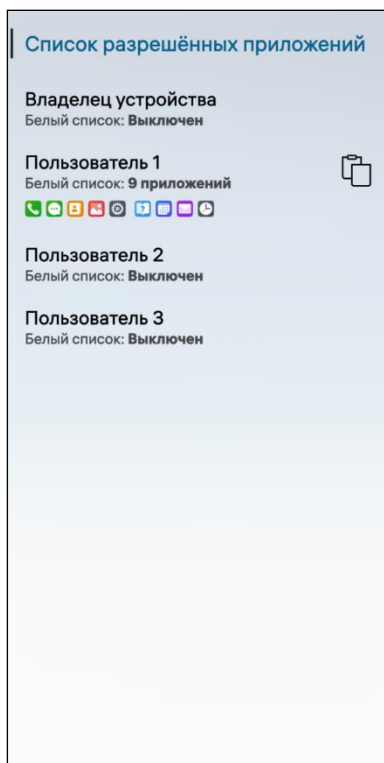 Список разрешённых приложений
Владелец устройства
Белый список: Выключен
Пользователь 1
Белый список: 9 приложений
Пользователь 2
Белый список: Выключен
Пользователь 3
Белый список: Выключен